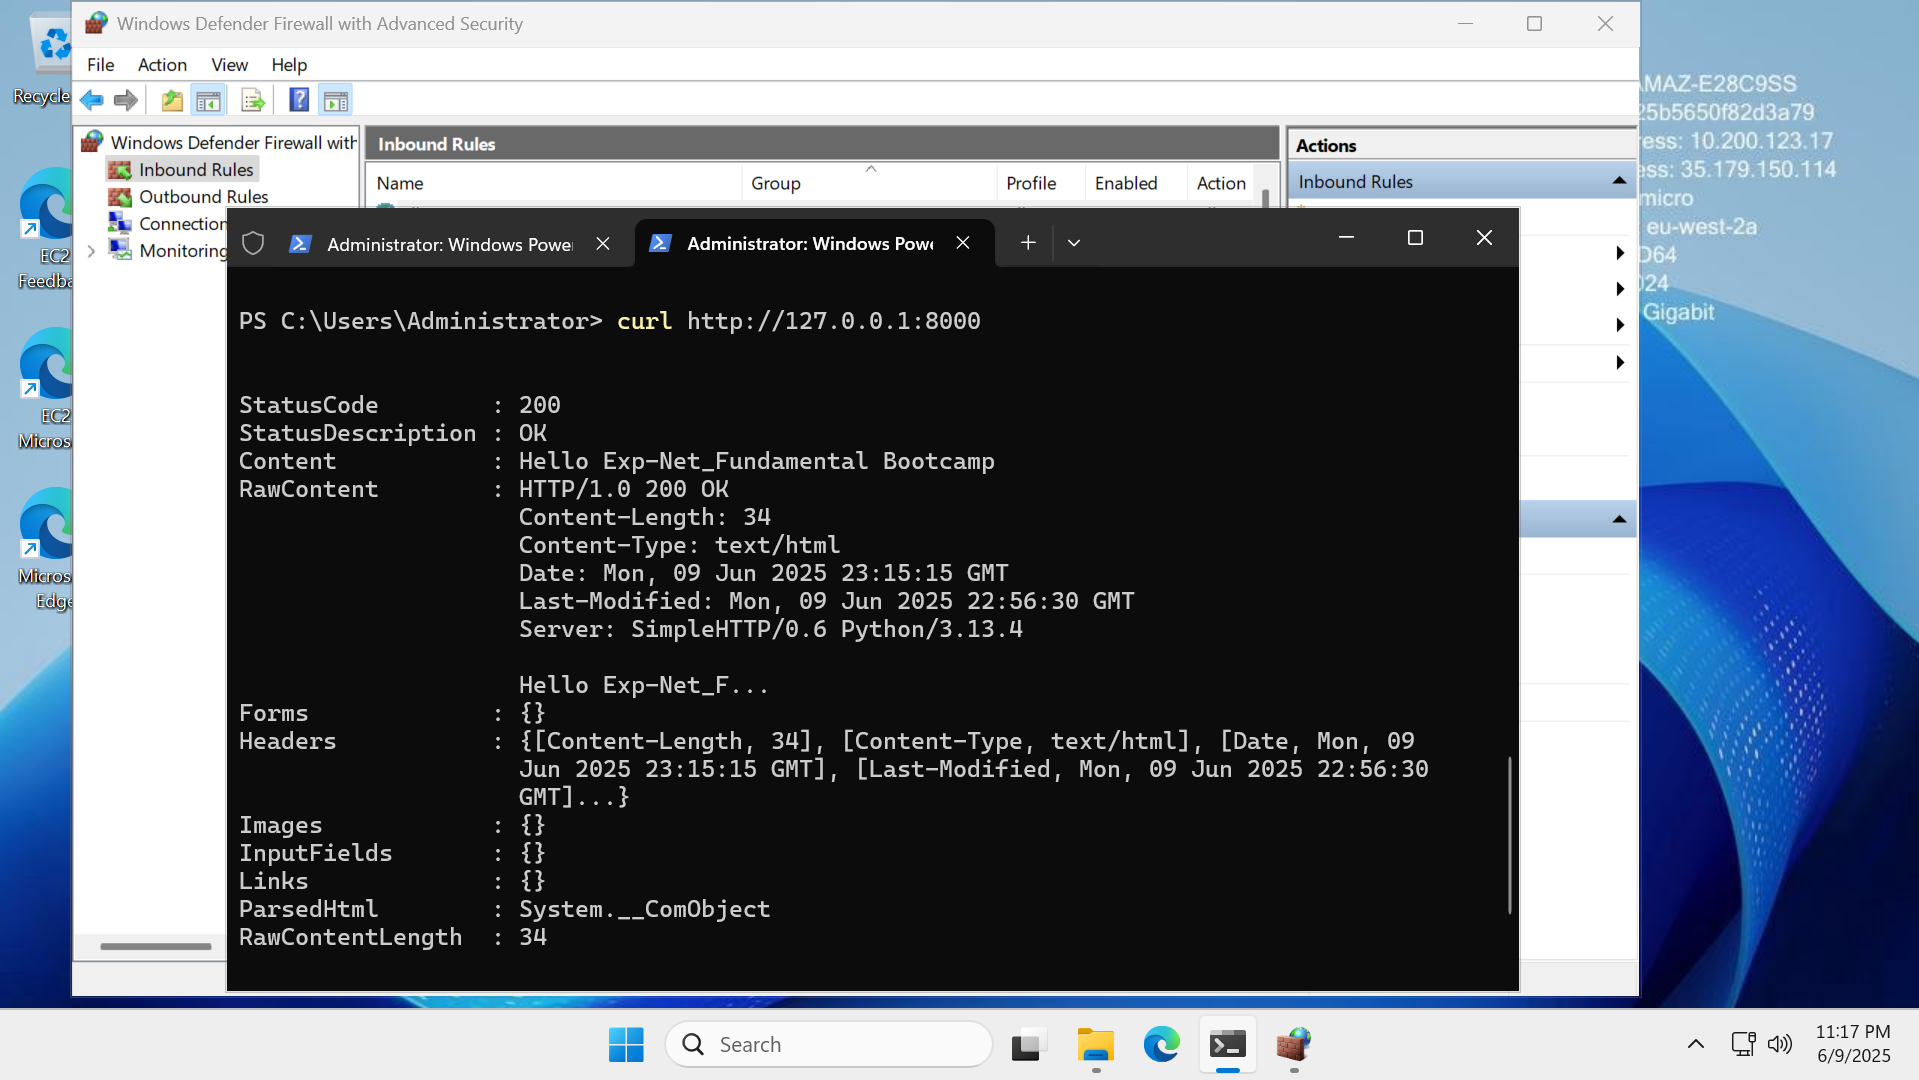 Windows Defender Firewall with Advanced Security
File Action View Help
Recycle
Windows Defender Firewall with
Inbound Rules
Outbound Rules
Connection
Monitoring
Inbound Rules
Name Group Profile Enabled Action
Actions
Inbound Rules
MAZ-E28C9SS
25b5650f82d3a79
ress: 10.200.123.17
ess: 35.179.150.114
micro
eu-west-2a
D64
024
Gigabit
EC2
Feedba
EC2
Micros
Micros
Edge
Administrator: Windows Power
Administrator: Windows Powe
PS C:\Users\Administrator> curl http://127.0.0.1:8000
StatusCode : 200
StatusDescription : OK
Content : Hello Exp-Net_Fundamental Bootcamp
RawContent : HTTP/1.0 200 OK
Content-Length: 34
Content-Type: text/html
Date: Mon, 09 Jun 2025 23:15:15 GMT
Last-Modified: Mon, 09 Jun 2025 22:56:30 GMT
Server: SimpleHTTP/0.6 Python/3.13.4
Hello Exp-Net_F...
Forms : {}
Headers : {[Content-Length, 34], [Content-Type, text/html], [Date, Mon, 09
Jun 2025 23:15:15 GMT], [Last-Modified, Mon, 09 Jun 2025 22:56:30
GMT]...}
Images : {}
InputFields : {}
Links : {}
ParsedHtml : System.__ComObject
RawContentLength : 34
Search
11:17 PM
6/9/2025